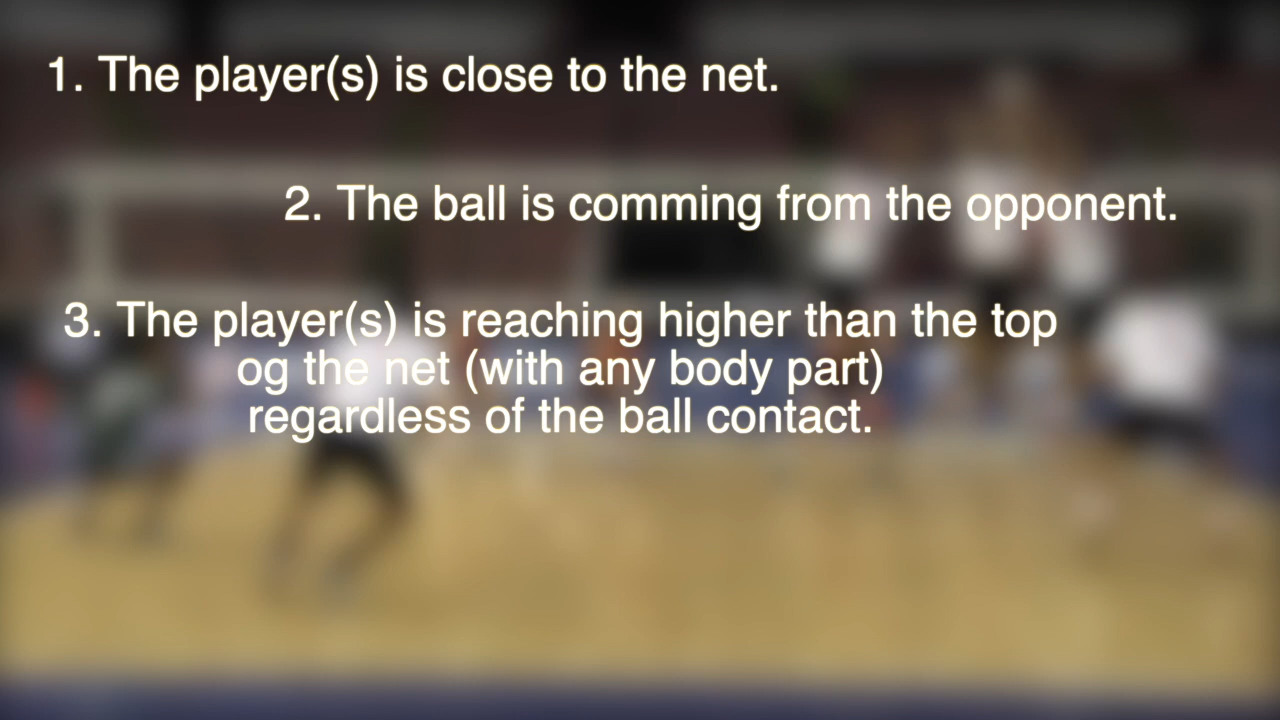 1. The player(s) is close to the net.
2. The ball is comming from the opponent.
3. The player(s) is reaching higher than the top
og the net (with any body part)
regardless of the ball contact.